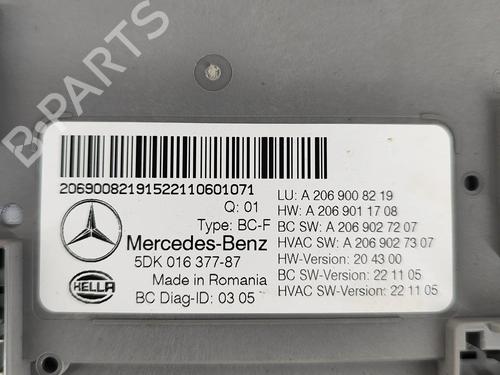 B-PARTS
20690082191522110601071
Q: 01
Type: BC-F
Mercedes-Benz
5DK 016 377-87
HELLA
Made in Romania
BC Diag-ID: 03 05
LU: A 206 900 82 19
HW: A 206 901 17 08
BC SW: A 206 902 72 07
HVAC SW: A 206 902 73 07
HW-Version: 20 43 00
BC SW-Version: 22 11 05
HVAC SW-Version: 22 11 05